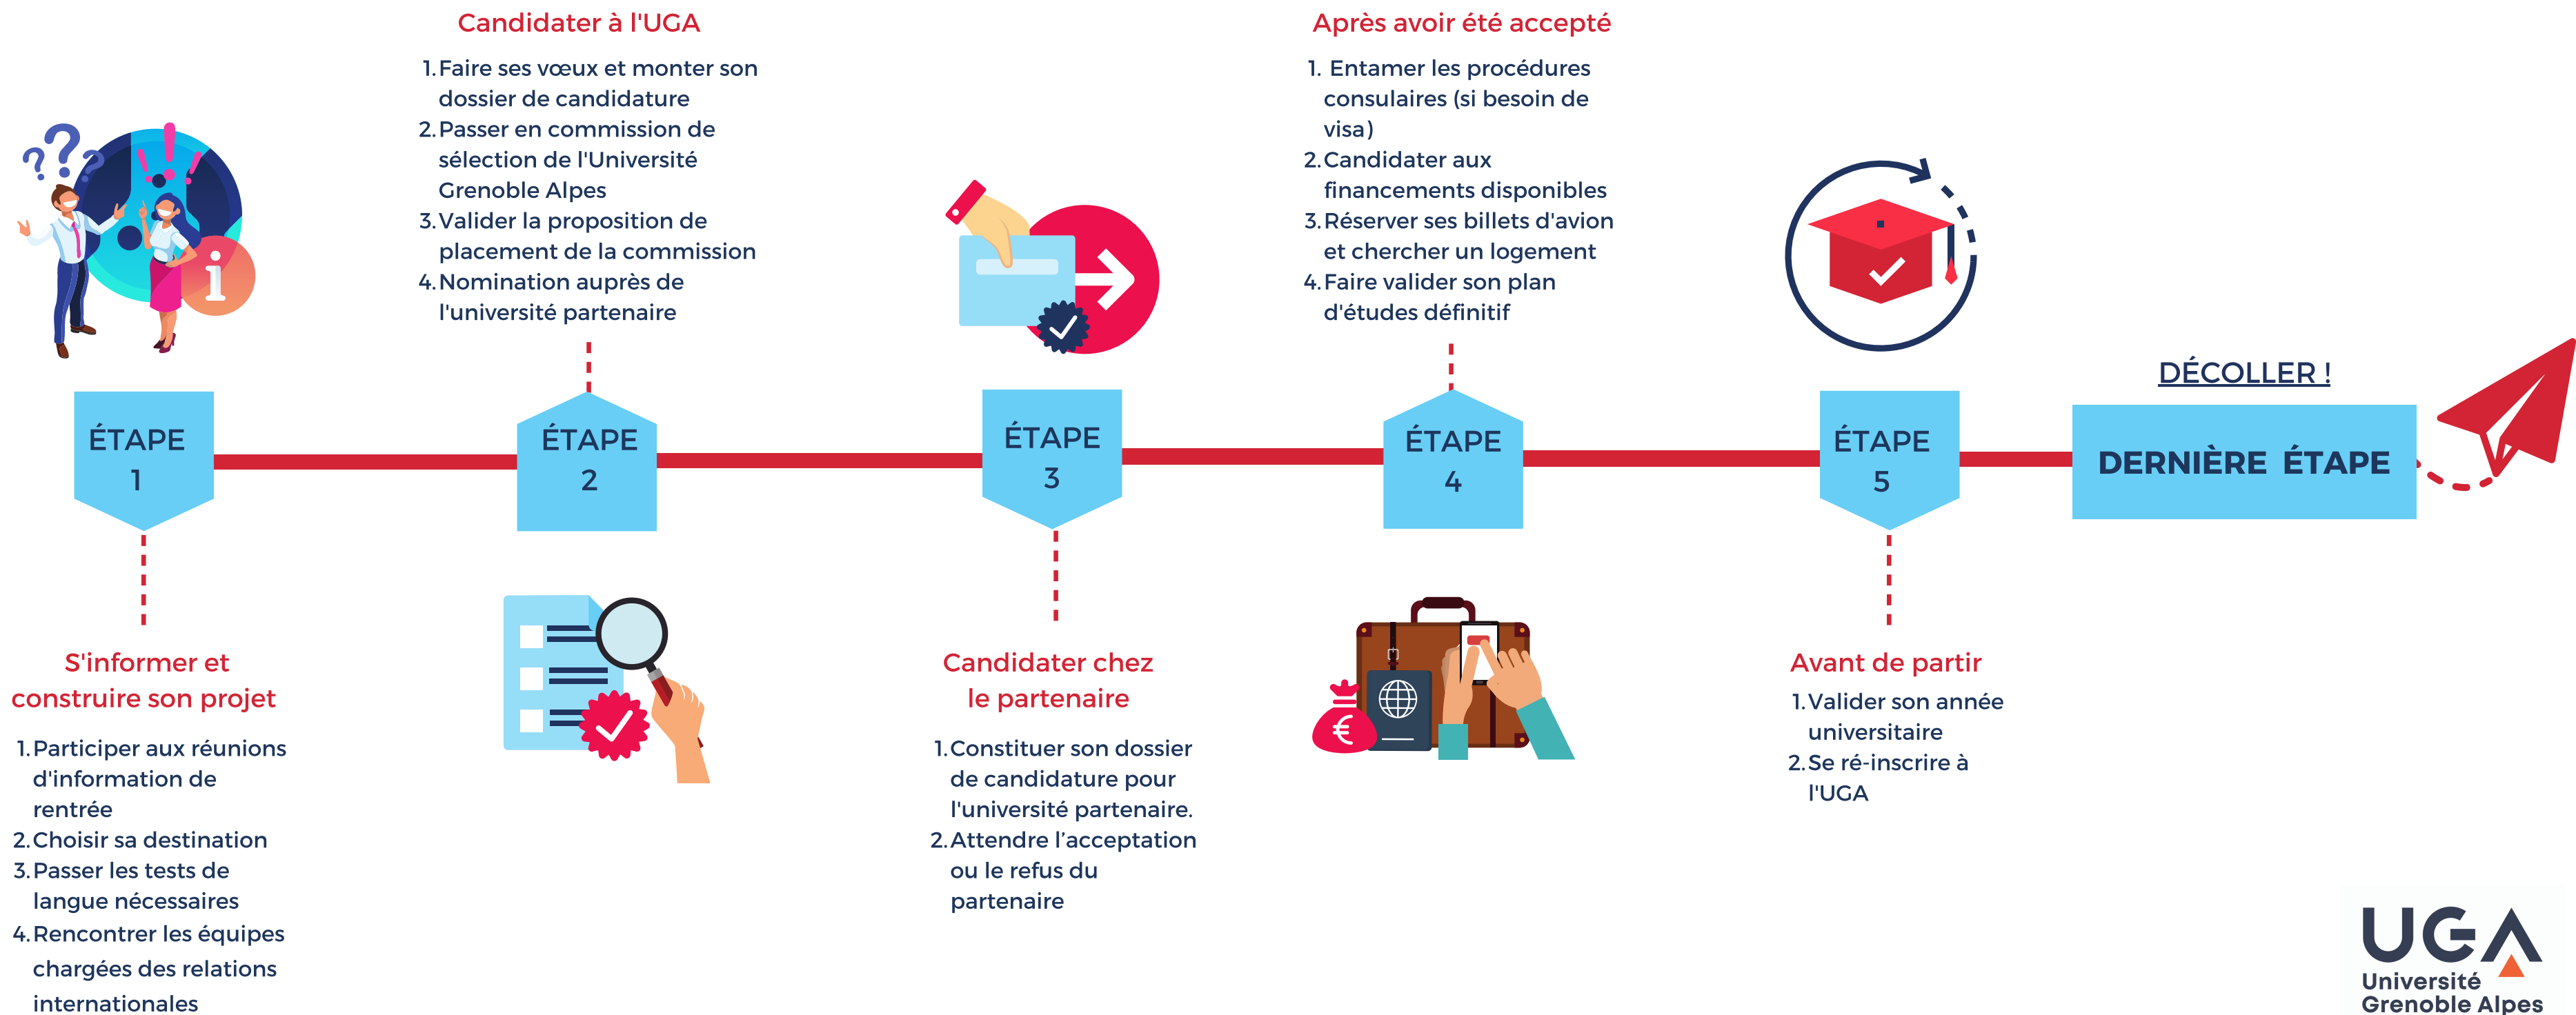 ÉTAPE
1
S'informer et
construire son projet
1. Participer aux réunions
d'information de
rentrée
2. Choisir sa destination
3. Passer les tests de
langue nécessaires
4. Rencontrer les équipes
chargées des relations
internationales
Candidater à l'UGA
1. Faire ses vœux et monter son
dossier de candidature
2. Passer en commission de
sélection de l'Université
Grenoble Alpes
3. Valider la proposition de
placement de la commission
4. Nomination auprès de
l'université partenaire
ÉTAPE
2
ÉTAPE
3
Candidater chez
le partenaire
1. Constituer son dossier
de candidature pour
l'université partenaire.
2. Attendre l’acceptation
ou le refus du
partenaire
Après avoir été accepté
1. Entamer les procédures
consulaires (si besoin de
visa)
2. Candidater aux
financements disponibles
3. Réserver ses billets d'avion
et chercher un logement
4. Faire valider son plan
d'études définitif
ÉTAPE
4
€
ÉTAPE
5
Avant de partir
1. Valider son année
universitaire
2. Se ré-inscrire à
l'UGA
DÉCOLLER !
DERNIÈRE ÉTAPE
UGA
Université
Grenoble Alpes